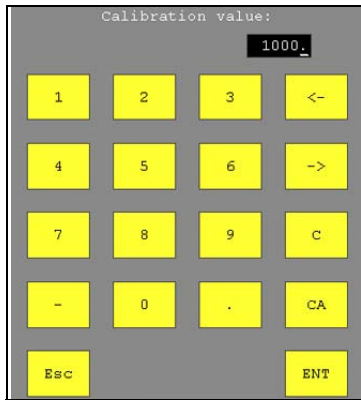 Calibration value:
1000.
1 2 3 <-
4 5 6 ->
7 8 9 C
- 0 . CA
Esc ENT